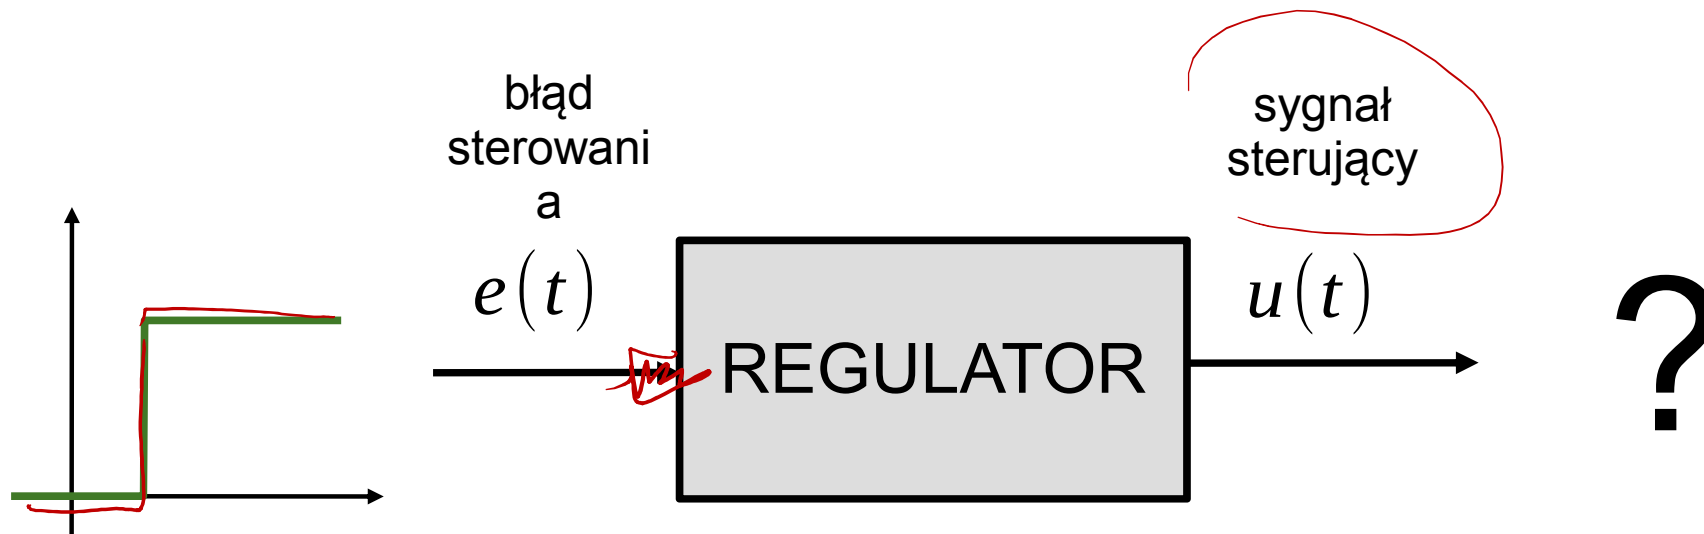 błąd
sterowani
a
e(t)
sygnał
sterujący
u(t)
REGULATOR
?